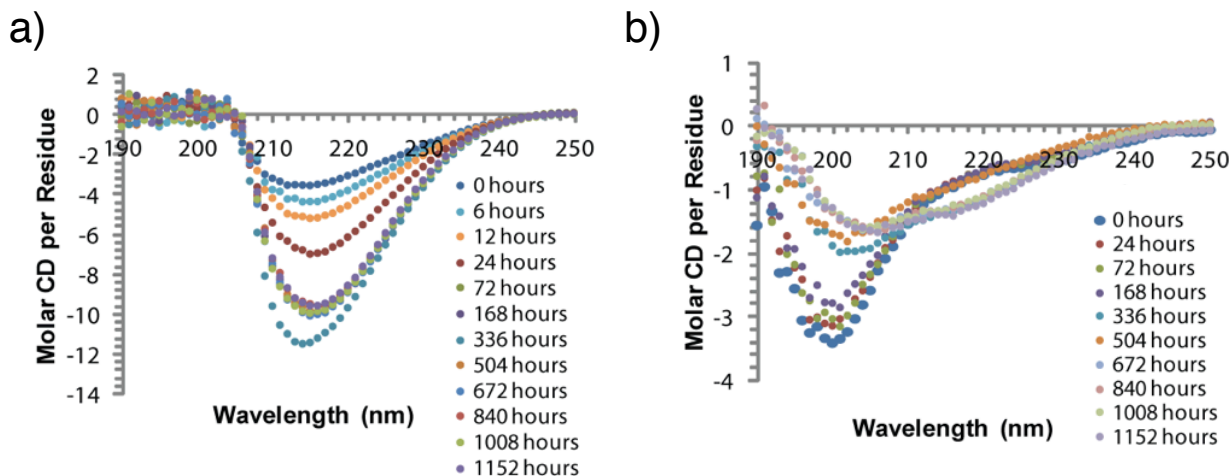 a)
Molar CD per Residue
2
0
-2
-4
-6
-8
-10
-12
-14
190 200 210 220 230 240 250
0 hours
6 hours
12 hours
24 hours
72 hours
168 hours
336 hours
504 hours
672 hours
840 hours
1008 hours
1152 hours
Wavelength (nm)
b)
Molar CD per Residue
1
0
-1
-2
-3
-4
190 200 210 220 230 240 250
0 hours
24 hours
72 hours
168 hours
336 hours
504 hours
672 hours
840 hours
1008 hours
1152 hours
Wavelength (nm)